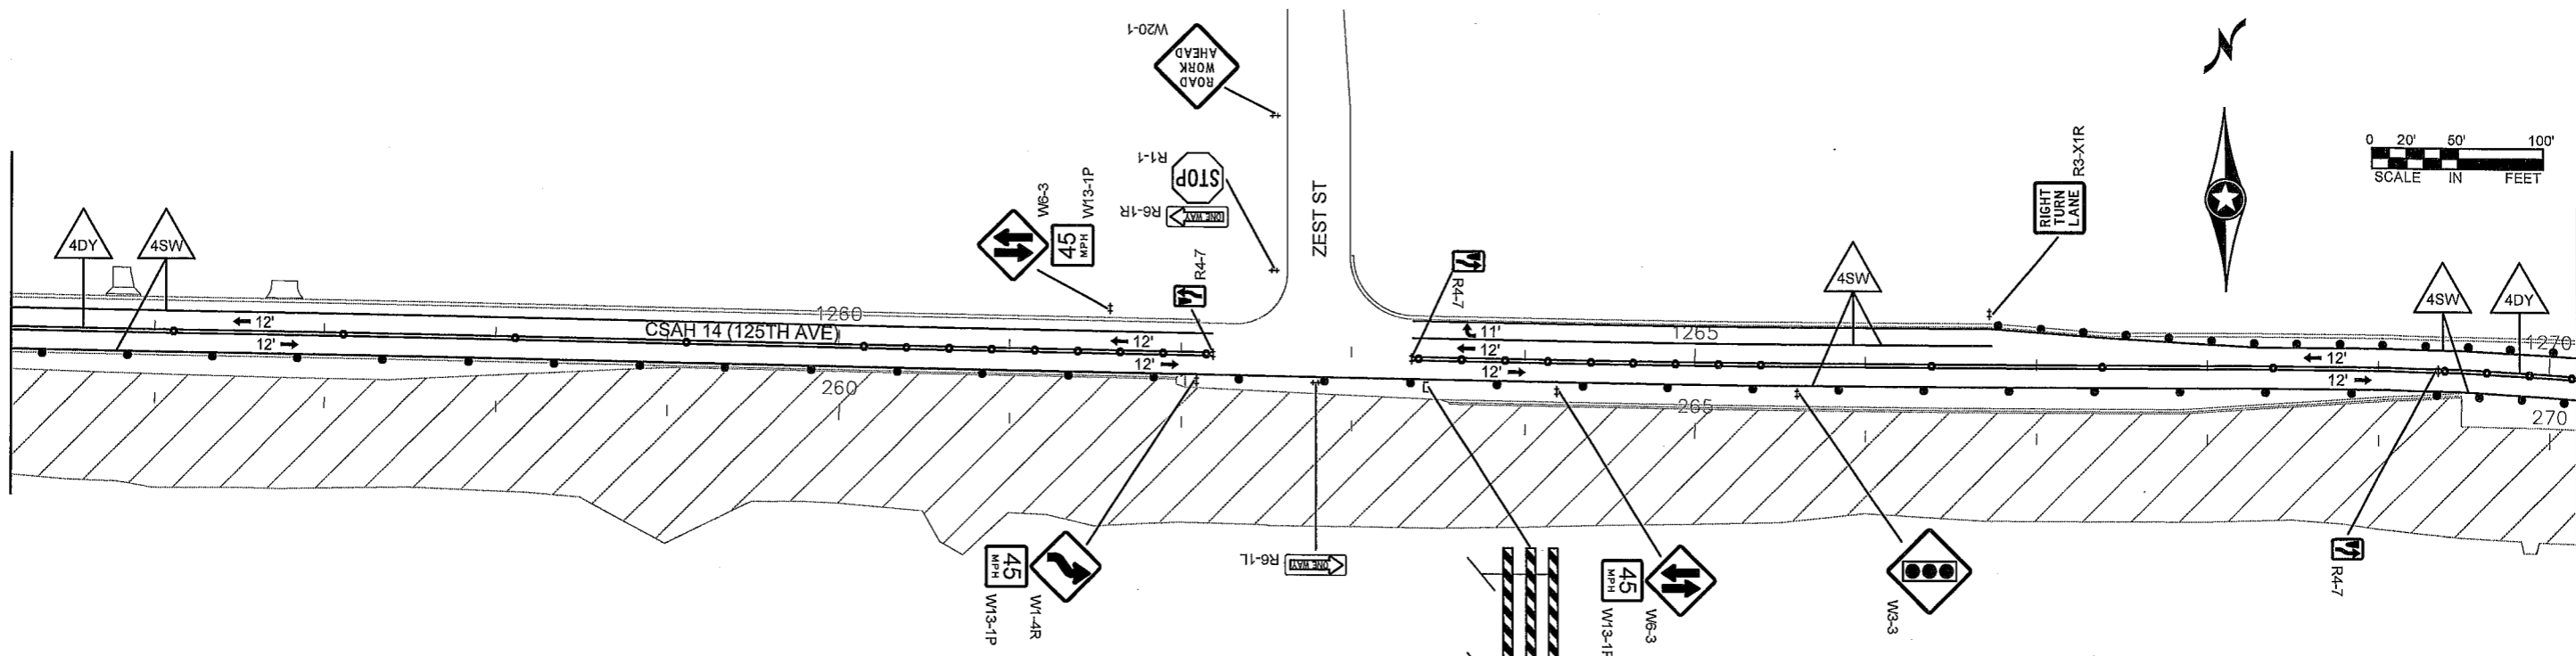 W20-1
ROAD
WORK
AHEAD
R1-1
STOP
R6-1R
ONE WAY
W6-3
W13-1P
45
MPH
R4-7
ZEST ST
R4-7
RIGHT
TURN
LANE
R3-X1R
N
0 20' 50' 100'
SCALE IN FEET
4DY
4SW
4SW
4SW
4DY
1260
12'
CSAH 14 (125TH AVE)
12'
12'
12'
260
11'
1265
12'
12'
265
12'
12'
1270
270
45
MPH
W13-1P
W1-4R
R6-1L
ONE WAY
45
MPH
W13-1P
W6-3
W3-3
R4-7